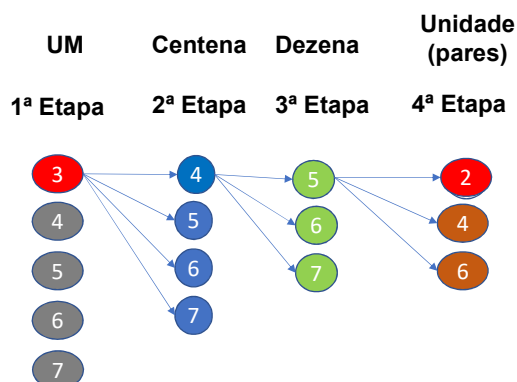 UM Centena Dezena Unidade
(pares)
1ª Etapa 2ª Etapa 3ª Etapa 4ª Etapa
3 4 5 2
4 5 6 4
5 6 7 6
6 7
7